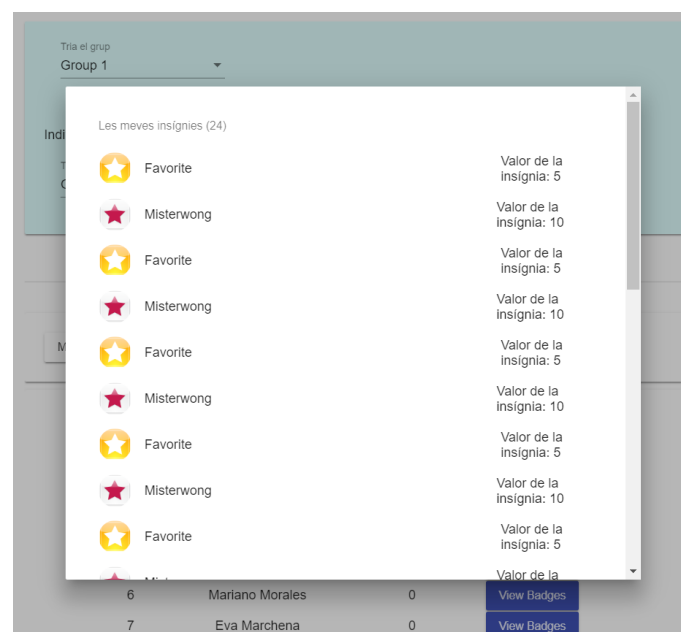 Tria el grup
Group 1
Indi
Les meves insígnies (24)
Favorite
Valor de la
insígnia: 5
Misterwong
Valor de la
insígnia: 10
Favorite
Valor de la
insígnia: 5
Misterwong
Valor de la
insígnia: 10
Favorite
Valor de la
insígnia: 5
Misterwong
Valor de la
insígnia: 10
Favorite
Valor de la
insígnia: 5
Misterwong
Valor de la
insígnia: 10
Favorite
Valor de la
insígnia: 5
Valor de la
6 Mariano Morales 0 View Badges
7 Eva Marchena 0 View Badges